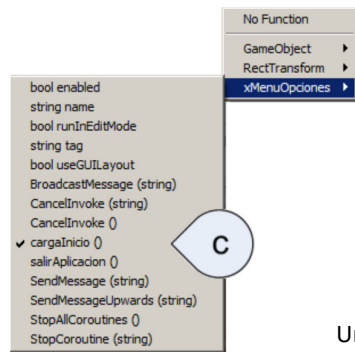 No Function
GameObject
RectTransform
xMenuOpciones
bool enabled
string name
bool runInEditMode
string tag
bool useGUILayout
BroadcastMessage (string)
CancelInvoke (string)
CancelInvoke ()
✓ cargaInicio ()
salirAplicacion ()
SendMessage (string)
SendMessageUpwards (string)
StopAllCoroutines ()
StopCoroutine (string)
C